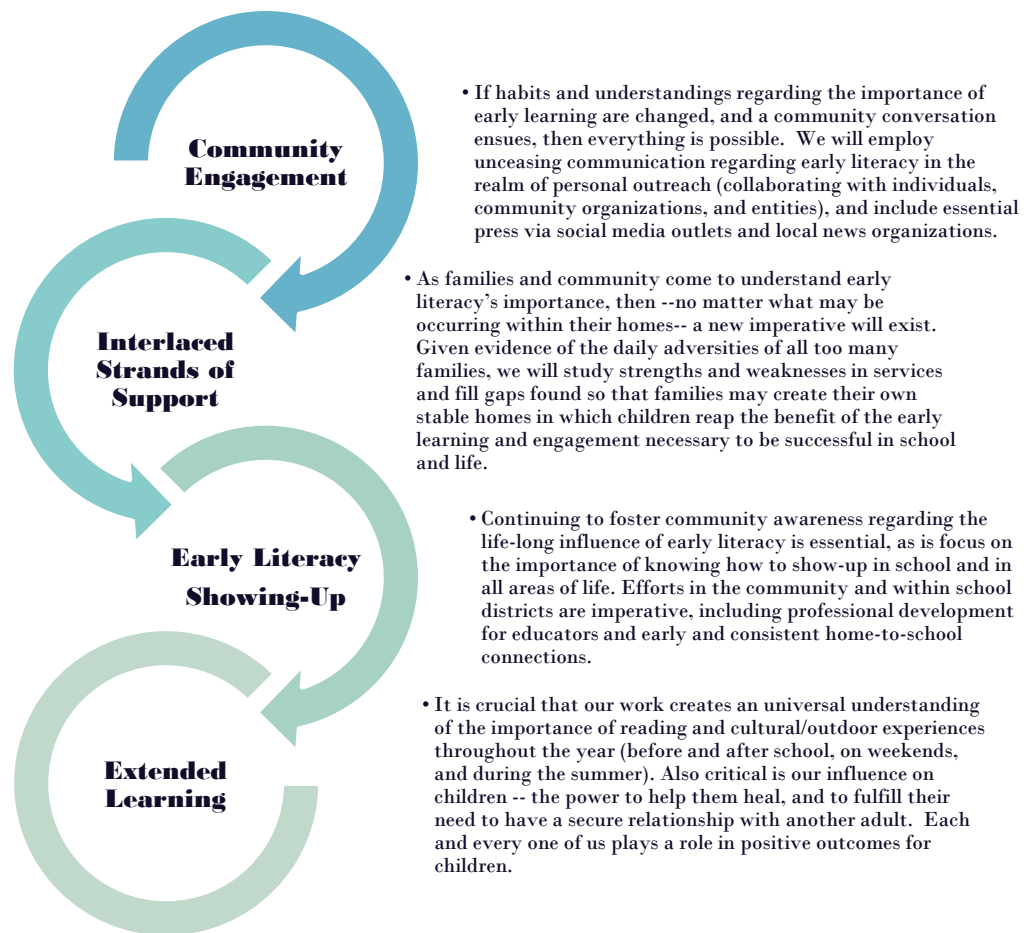 Community
Engagement
• If habits and understandings regarding the importance of
early learning are changed, and a community conversation
ensues, then everything is possible.  We will employ
unceasing communication regarding early literacy in the
realm of personal outreach (collaborating with individuals,
community organizations, and entities), and include essential
press via social media outlets and local news organizations.
Interlaced
Strands of
Support
• As families and community come to understand early
literacy's importance, then --no matter what may be
occurring within their homes-- a new imperative will exist.
Given evidence of the daily adversities of all too many
families, we will study strengths and weaknesses in services
and fill gaps found so that families may create their own
stable homes in which children reap the benefit of the early
learning and engagement necessary to be successful in school
and life.
Early Literacy
Showing-Up
• Continuing to foster community awareness regarding the
life-long influence of early literacy is essential, as is focus on
the importance of knowing how to show-up in school and in
all areas of life. Efforts in the community and within school
districts are imperative, including professional development
for educators and early and consistent home-to-school
connections.
Extended
Learning
• It is crucial that our work creates an universal understanding
of the importance of reading and cultural/outdoor experiences
throughout the year (before and after school, on weekends,
and during the summer). Also critical is our influence on
children -- the power to help them heal, and to fulfill their
need to have a secure relationship with another adult.  Each
and every one of us plays a role in positive outcomes for
children.